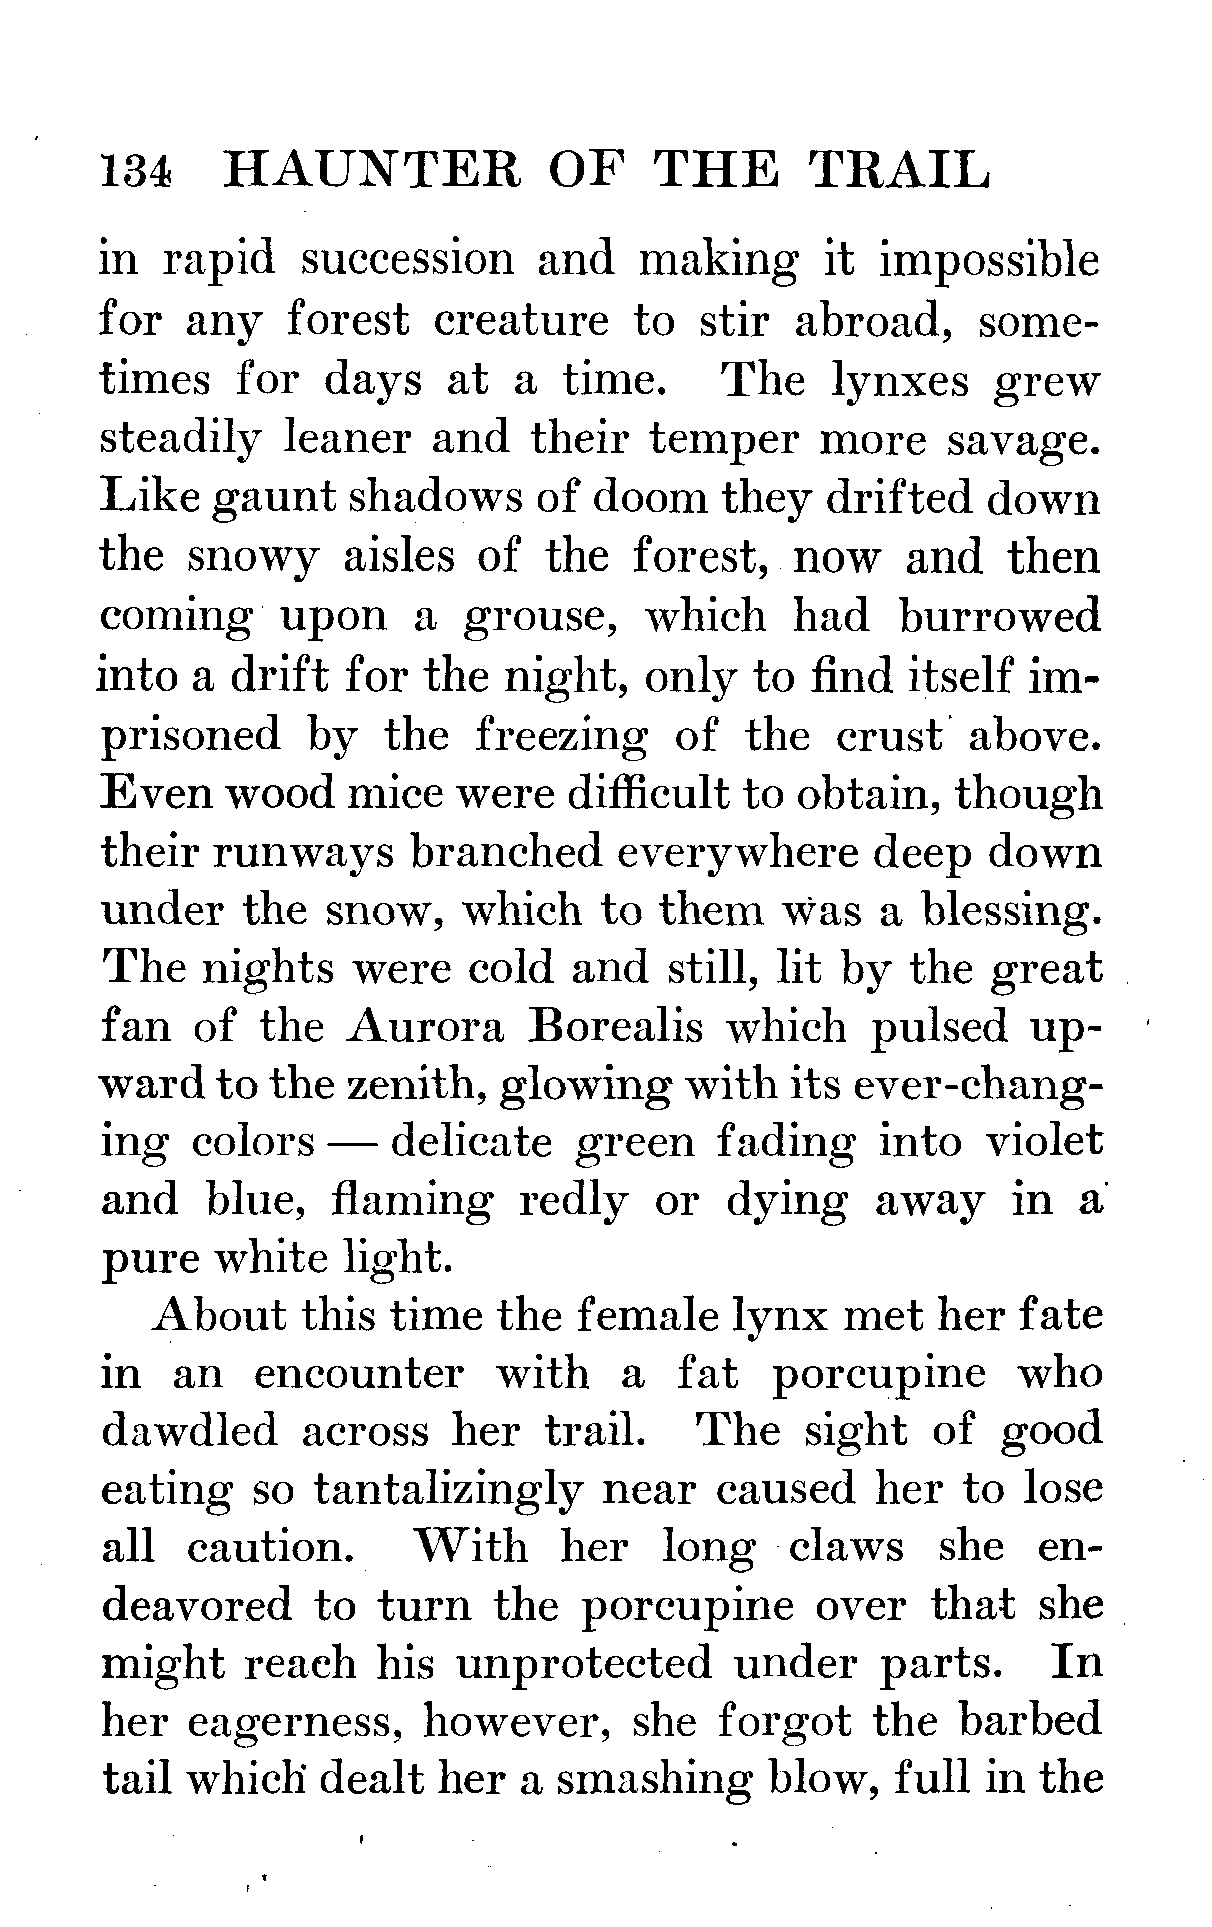 134 HAUNTER OF THE TRAIL
in rapid succession and making it impossible
for any forest creature to stir abroad, some-
times for days at a time. The lynxes grew
steadily leaner and their temper more savage.
Like gaunt shadows of doom they drifted down
the snowy aisles of the forest, now and then
coming upon a grouse, which had burrowed
into a drift for the night, only to find itself im-
prisoned by the freezing of the crust above.
Even wood mice were difficult to obtain, though
their runways branched everywhere deep down
under the snow, which to them was a blessing.
The nights were cold and still, lit by the great
fan of the Aurora Borealis which pulsed up-
ward to the zenith, glowing with its ever-chang-
ing colors — delicate green fading into violet
and blue, flaming redly or dying away in a
pure white light.
About this time the female lynx met her fate
in an encounter with a fat porcupine who
dawdled across her trail. The sight of good
eating so tantalizingly near caused her to lose
all caution. With her long claws she en-
deavored to turn the porcupine over that she
might reach his unprotected under parts. In
her eagerness, however, she forgot the barbed
tail which dealt her a smashing blow, full in the